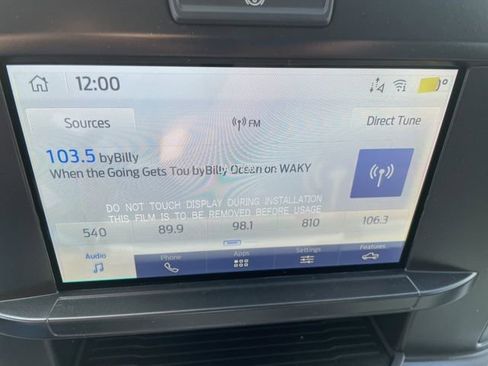 12:00
Sources
FM
Direct Tune
103.5 byBilly
When the Going Gets Tou byBilly Ocean on WAKY
DO NOT TOUCH DISPLAY DURING INSTALLATION
THIS FILM IS TO BE REMOVED BEFORE USAGE
540 89.9 98.1 810 106.3
Audio Phone Apps Settings Features